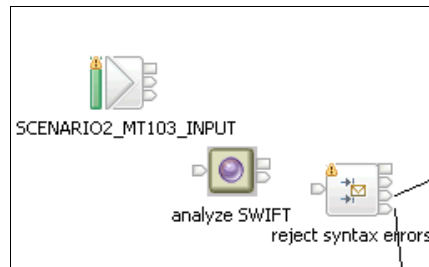 SCENARIO2_MT103_INPUT
analyze SWIFT
reject syntax errors